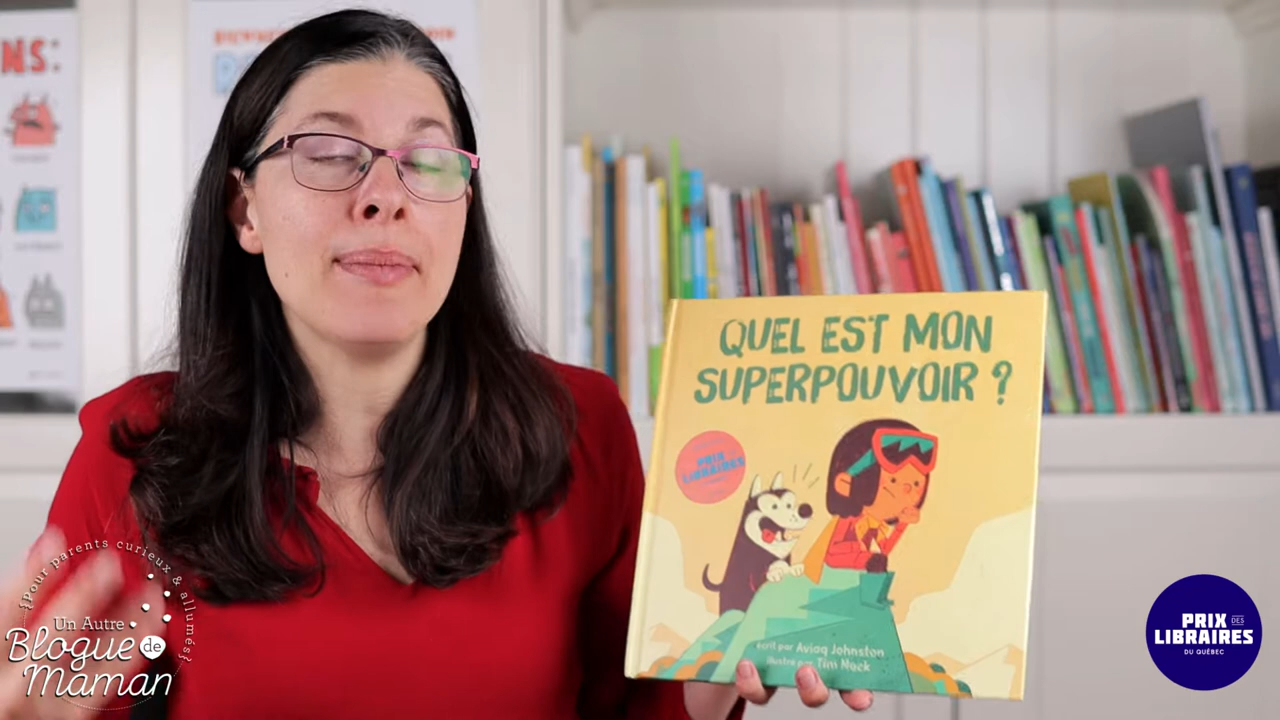 NS:
QUEL EST MON
SUPERPOUVOIR ?
PRIX
LIBRAIRES
écrit par Aviaq Johnston
illustré par Tim Mack
{Pour parents curieux & allumés}
Un Autre
Blogue de
Maman
PRIX DES
LIBRAIRES
DU QUÉBEC